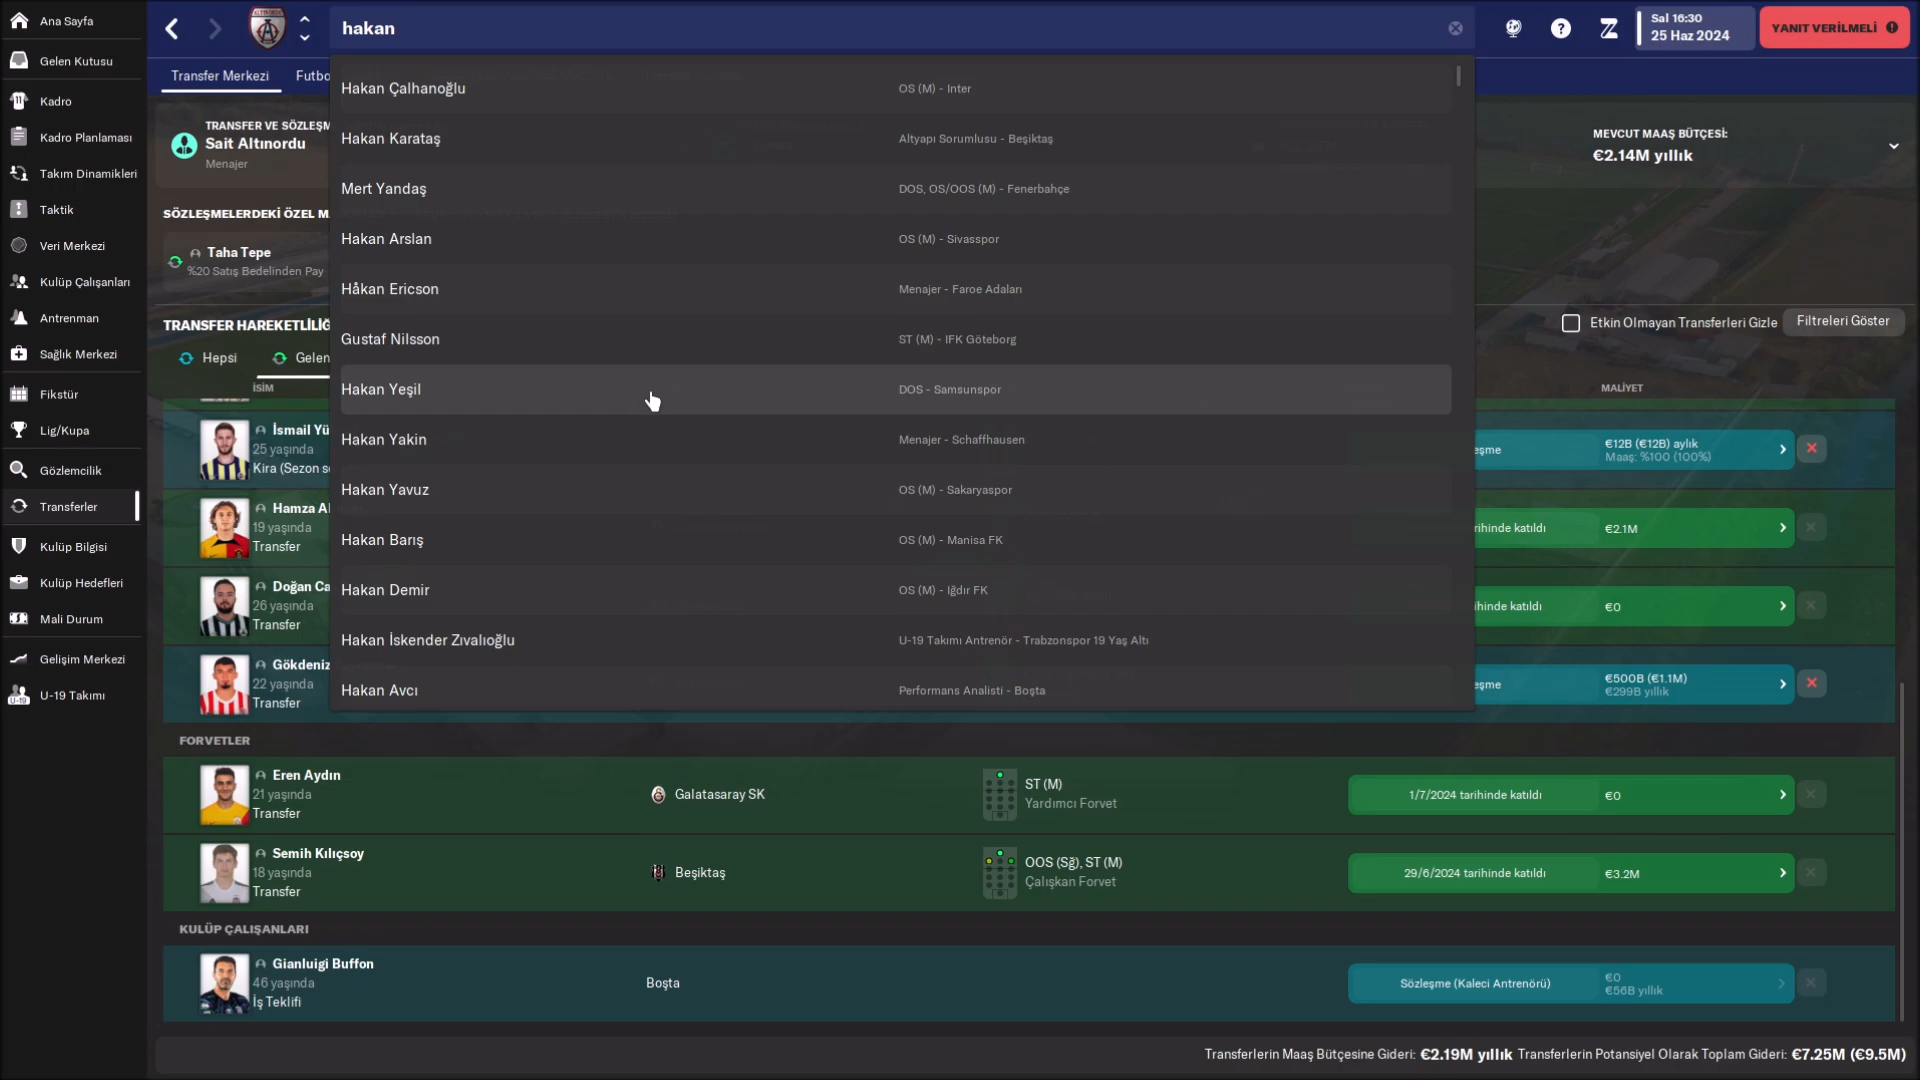 Ana Sayfa
Gelen Kutusu
Kadro
Kadro Planlaması
Takım Dinamikleri
Taktik
Veri Merkezi
Kulüp Çalışanları
Antrenman
Sağlık Merkezi
Fikstür
Lig/Kupa
Gözlemcilik
Transferler
Kulüp Bilgisi
Kulüp Hedefleri
Mali Durum
Gelişim Merkezi
U-19 Takımı
hakan
Sal 16:30
25 Haz 2024
YANIT VERİLMELİ
Transfer Merkezi Futbo
TRANSFER VE SÖZLEŞM
Sait Altınordu
Menajer
MEVCUT MAAŞ BÜTÇESİ:
€2.14M yıllık
SÖZLEŞMELERDEKİ ÖZEL M
Taha Tepe
%20 Satış Bedelinden Pay
Hakan Çalhanoğlu OS (M) - Inter
Hakan Karataş Altyapı Sorumlusu - Beşiktaş
Mert Yandaş DOS, OS/OOS (M) - Fenerbahçe
Hakan Arslan OS (M) - Sivasspor
Håkan Ericson Menajer - Faroe Adaları
Gustaf Nilsson ST (M) - IFK Göteborg
Hakan Yeşil DOS - Samsunspor
Hakan Yakin Menajer - Schaffhausen
Hakan Yavuz OS (M) - Sakaryaspor
Hakan Barış OS (M) - Manisa FK
Hakan Demir OS (M) - Iğdır FK
Hakan İskender Zıvalıoğlu U-19 Takımı Antrenör - Trabzonspor 19 Yaş Altı
Hakan Avcı Performans Analisti - Boşta
TRANSFER HAREKETLİLİĞ
Etkin Olmayan Transferleri Gizle Filtreleri Göster
Hepsi Gelen
İSİM MALİYET
İsmail Yü
25 yaşında
Kira (Sezon s
eşme €12B (€12B) aylık
Maaş: %100 (100%)
Hamza A
19 yaşında
Transfer
rihinde katıldı €2.1M
Doğan Ca
26 yaşında
Transfer
ihinde katıldı €0
Gökdeniz
22 yaşında
Transfer
eşme €500B (€1.1M)
€299B yıllık
FORVETLER
Eren Aydın
21 yaşında
Transfer
Galatasaray SK
ST (M)
Yardımcı Forvet
1/7/2024 tarihinde katıldı €0
Semih Kılıçsoy
18 yaşında
Transfer
Beşiktaş
OOS (Sğ), ST (M)
Çalışkan Forvet
29/6/2024 tarihinde katıldı €3.2M
KULÜP ÇALIŞANLARI
Gianluigi Buffon
46 yaşında
İş Teklifi
Boşta
Sözleşme (Kaleci Antrenörü) €0
€56B yıllık
Transferlerin Maaş Bütçesine Gideri: €2.19M yıllık Transferlerin Potansiyel Olarak Toplam Gideri: €7.25M (€9.5M)